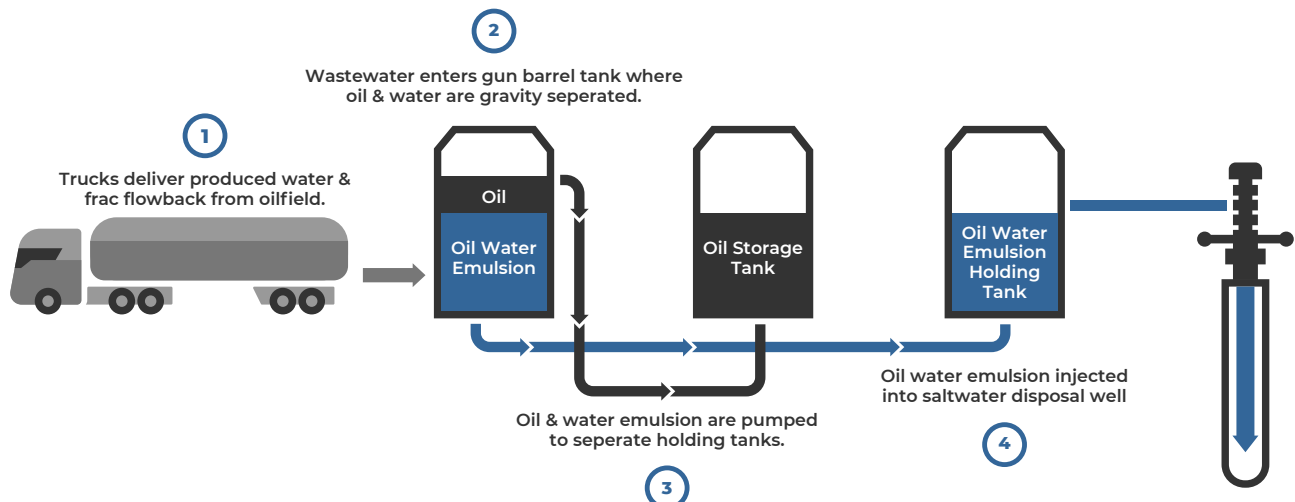 1
Trucks deliver produced water &
frac flowback from oilfield.
2
Wastewater enters gun barrel tank where
oil & water are gravity seperated.
Oil
Oil Water
Emulsion
Oil Storage
Tank
Oil Water
Emulsion
Holding
Tank
Oil & water emulsion are pumped
to seperate holding tanks.
3
Oil water emulsion injected
into saltwater disposal well
4